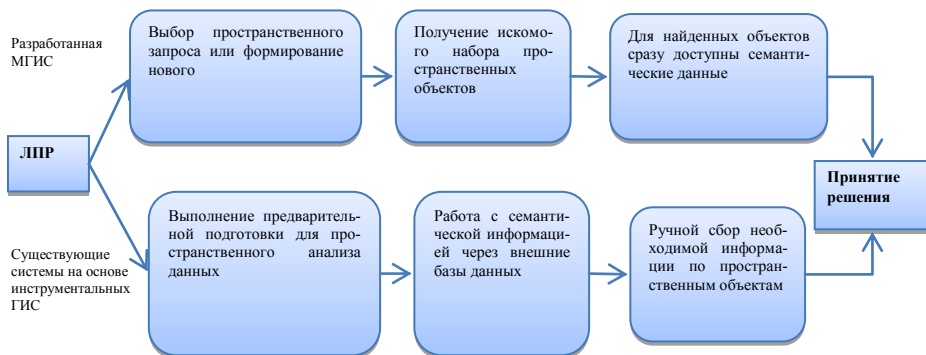 Разработанная
МГИС
Выбор пространственного
запроса или формирование
нового
Получение искомо-
го набора про-
странственных
объектов
Для найденных объектов
сразу доступны семанти-
ческие данные
ЛПР
Принятие
решения
Существующие
системы на основе
инструментальных
ГИС
Выполнение предваритель-
ной подготовки для про-
странственного анализа
данных
Работа с семанти-
ческой информаци-
ей через внешние
базы данных
Ручной сбор необ-
ходимой информа-
ции по пространст-
венным объектам